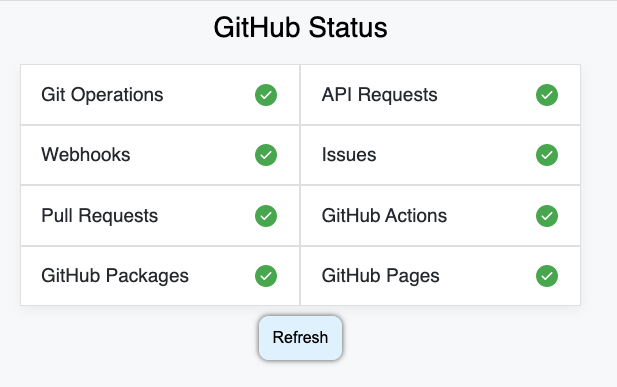 GitHub Status
Git Operations
API Requests
Webhooks
Issues
Pull Requests
GitHub Actions
GitHub Packages
GitHub Pages
Refresh